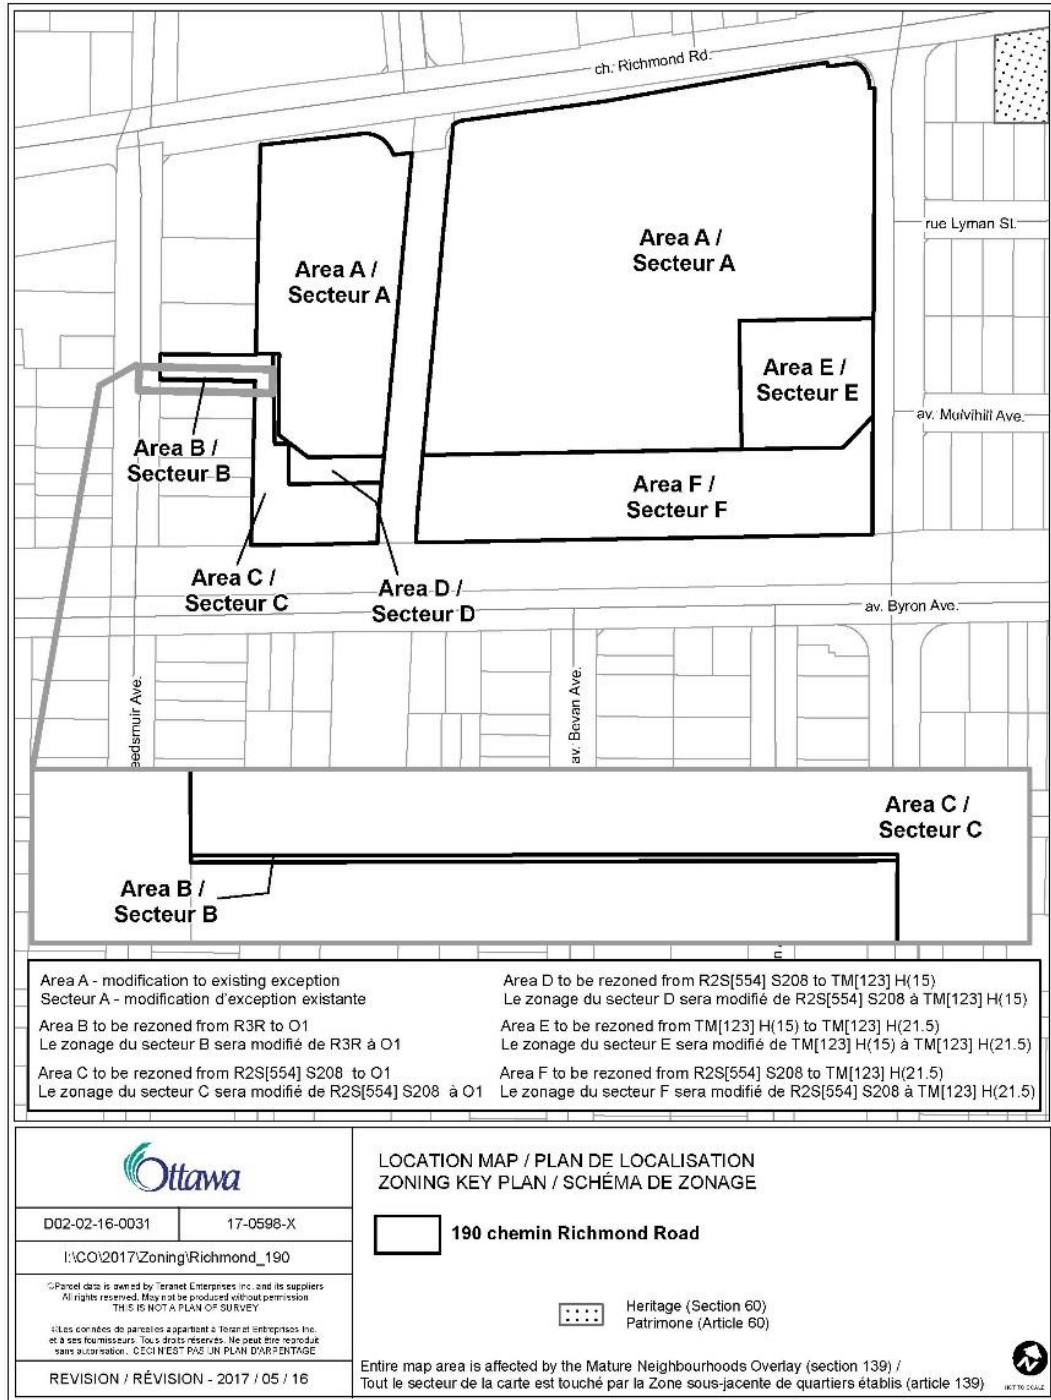 ch. Richmond Rd.
rue Lyman St.
Area A /
Secteur A
Area A /
Secteur A
Area E /
Secteur E
av. Mulvihill Ave.
Area B /
Secteur B
Area F /
Secteur F
Area C /
Secteur C
Area D /
Secteur D
av. Byron Ave.
eedsmuir Ave.
av. Bevan Ave.
Area C /
Secteur C
Area B /
Secteur B
Area A - modification to existing exception
Secteur A - modification d'exception existante
Area B to be rezoned from R3R to O1
Le zonage du secteur B sera modifié de R3R à O1
Area C to be rezoned from R2S[554] S208 to O1
Le zonage du secteur C sera modifié de R2S[554] S208 à O1
Area D to be rezoned from R2S[554] S208 to TM[123] H(15)
Le zonage du secteur D sera modifié de R2S[554] S208 à TM[123] H(15)
Area E to be rezoned from TM[123] H(15) to TM[123] H(21.5)
Le zonage du secteur E sera modifié de TM[123] H(15) à TM[123] H(21.5)
Area F to be rezoned from R2S[554] S208 to TM[123] H(21.5)
Le zonage du secteur F sera modifié de R2S[554] S208 à TM[123] H(21.5)
Ottawa
D02-02-16-0031
17-0598-X
I:\CO\2017\Zoning\Richmond_190
©Parcel data is owned by Teranet Enterprises Inc. and its suppliers
All rights reserved. May not be produced without permission
THIS IS NOT A PLAN OF SURVEY
©Les données de parcelles appartient à Teranet Entreprises Inc.
et à ses fournisseurs. Tous droits réservés. Ne peut être reproduit
sans autorisation. CECI N'EST PAS UN PLAN D'ARPENTAGE
REVISION / RÉVISION - 2017 / 05 / 16
LOCATION MAP / PLAN DE LOCALISATION
ZONING KEY PLAN / SCHÉMA DE ZONAGE
190 chemin Richmond Road
Heritage (Section 60)
Patrimone (Article 60)
Entire map area is affected by the Mature Neighbourhoods Overlay (section 139) /
Tout le secteur de la carte est touché par la Zone sous-jacente de quartiers établis (article 139)
N
NOT TO SCALE